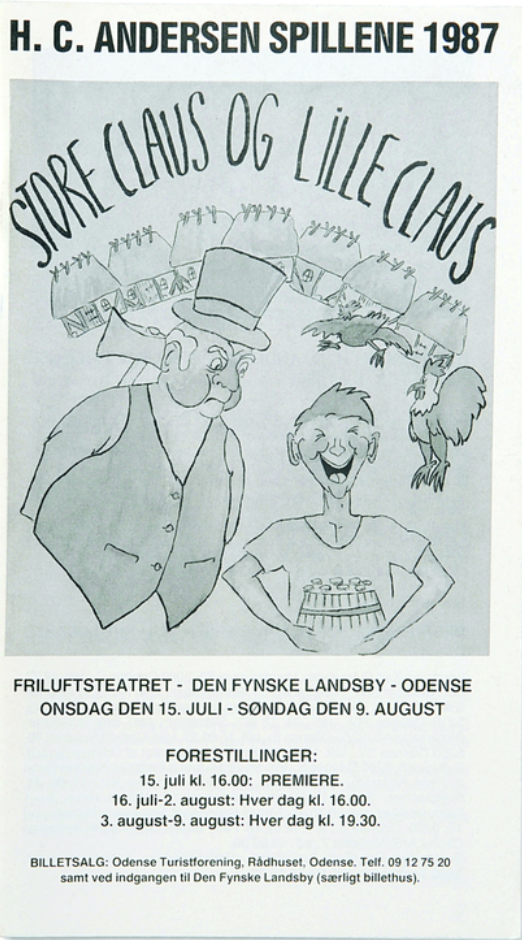 H. C. ANDERSEN SPILLENE 1987
STORE CLAUS OG LILLE CLAUS
FRILUFTSTEATRET - DEN FYNSKE LANDSBY - ODENSE
ONSDAG DEN 15. JULI - SØNDAG DEN 9. AUGUST
FORESTILLINGER:
15. juli kl. 16.00: PREMIERE.
16. juli-2. august: Hver dag kl. 16.00.
3. august-9. august: Hver dag kl. 19.30.
BILLETSALG: Odense Turistforening, Rådhuset, Odense. Telf. 09 12 75 20
samt ved indgangen til Den Fynske Landsby (særligt billethus).